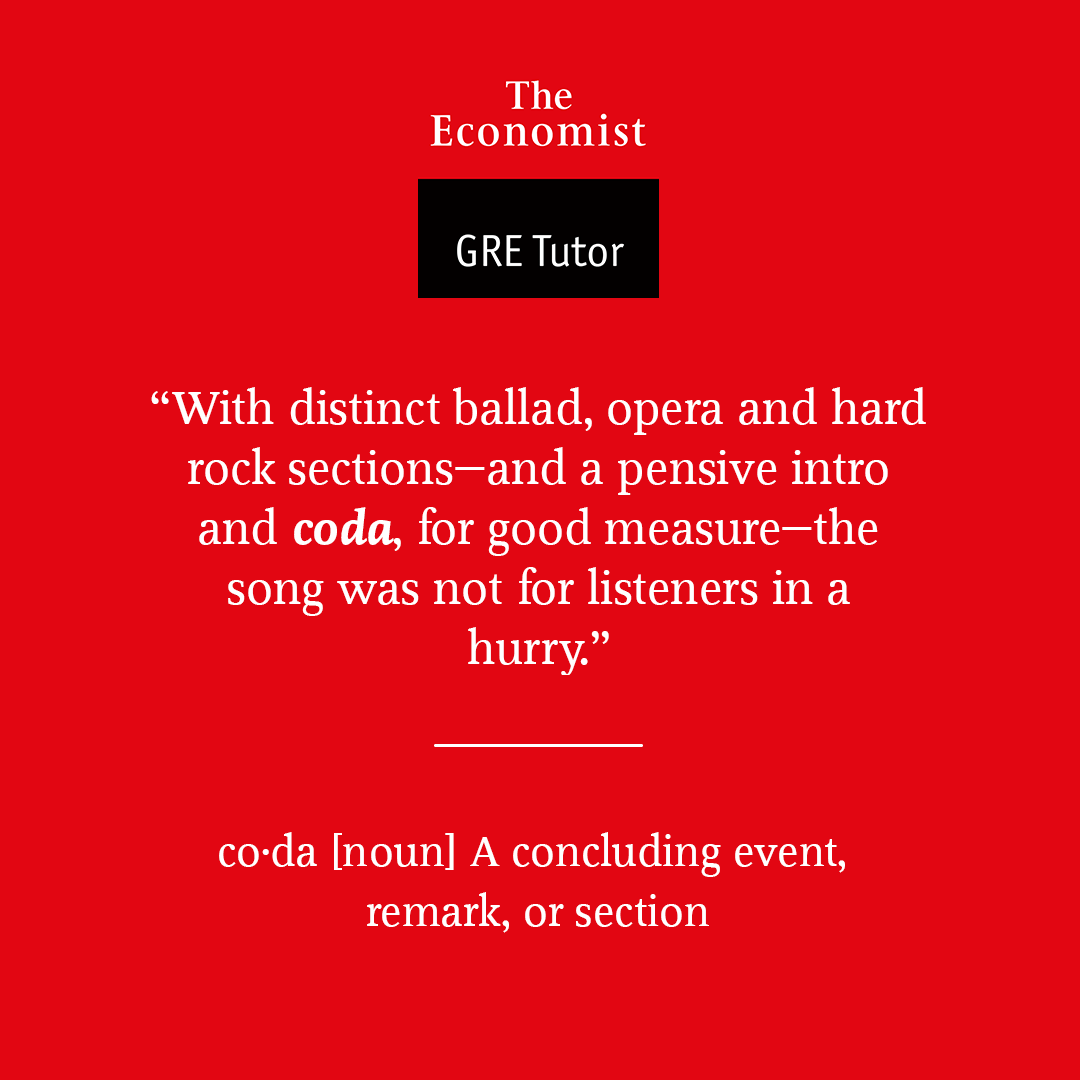 The
Economist
GRE Tutor
“With distinct ballad, opera and hard
rock sections—and a pensive intro
and coda, for good measure—the
song was not for listeners in a
hurry.”
co·da [noun] A concluding event,
remark, or section